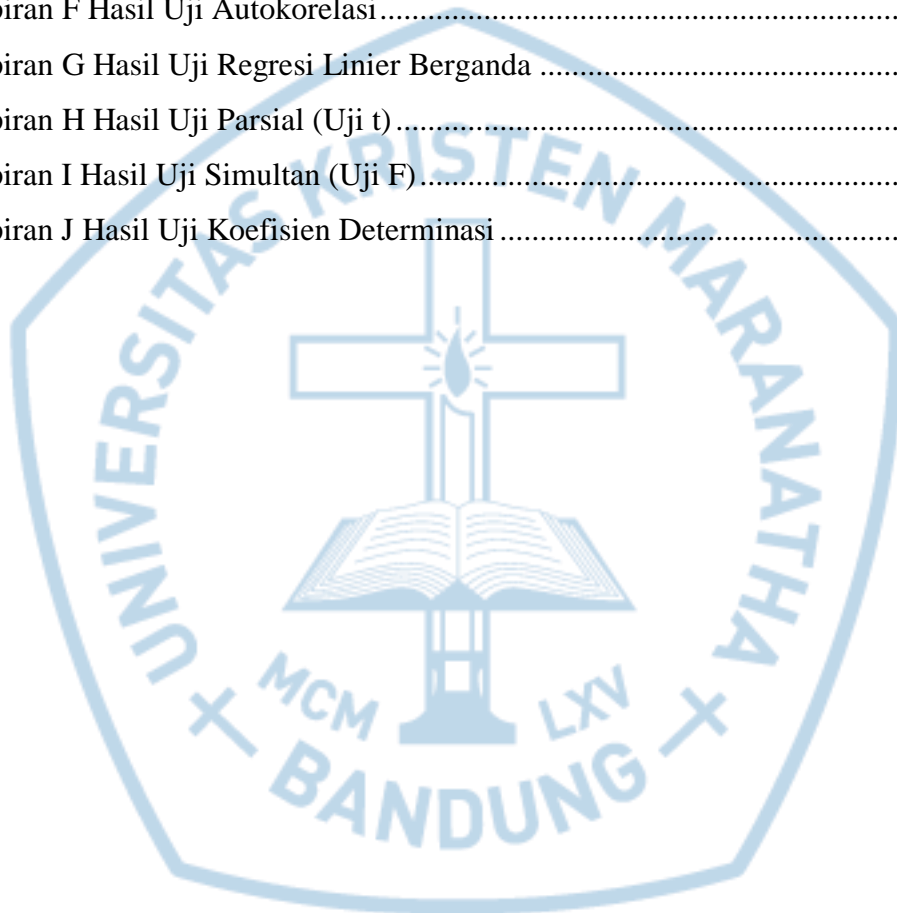 piran F Hasil Uji Autokorelasi................................................................
piran G Hasil Uji Regresi Linier Berganda ............................................
piran H Hasil Uji Parsial (Uji t)..............................................................
piran I Hasil Uji Simultan (Uji F)...........................................................
piran J Hasil Uji Koefisien Determinasi .................................................
UNIVERSITAS KRISTEN MARANATHA
MCM LXV
BANDUNG